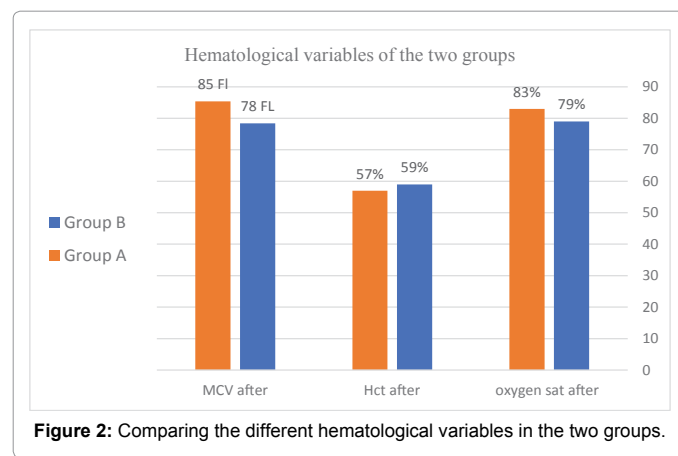 Hematological variables of the two groups
85 Fl
78 FL
57%
59%
83%
79%
90
80
70
60
50
40
30
20
10
0
Group B
Group A
MCV after
Hct after
oxygen sat after
Figure 2: Comparing the different hematological variables in the two groups.